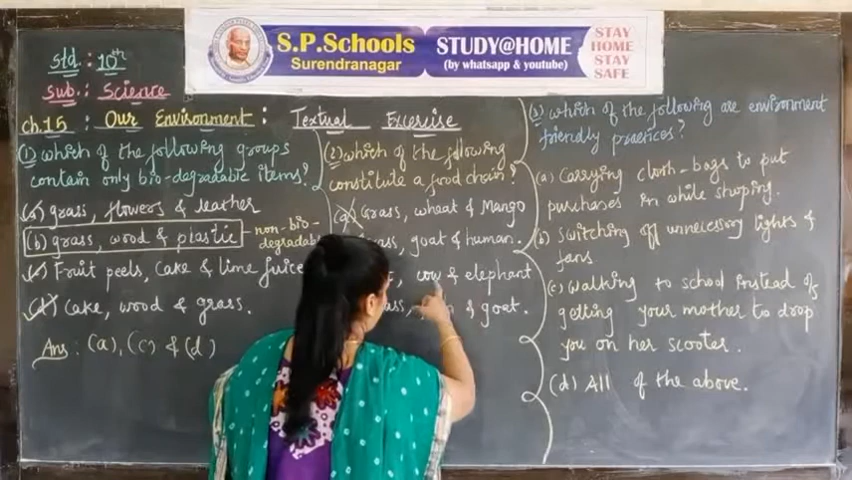 S.P.Schools
Surendranagar
STUDY@HOME
(by whatsapp & youtube)
STAY
HOME
STAY
SAFE
std : 10th
sub : Science
ch.15 : Our Environment : Textual Excersise
(1) which of the following groups
contain only bio-degradable items?
(a) grass, flowers & leather
(b) grass, wood & plastic - non-bio-
degradable
(c) Fruit peels, Cake & lime juice
(d) Cake, wood & grass.
Ans : (a), (c) & (d)
(2) which of the following
constitute a food chain?
(a) Grass, wheat & Mango
goat & human.
cow & elephant
& goat.
(3) which of the following are environment
friendly practices?
(a) Carrying cloth-bags to put
purchases in while shoping.
(b) Switching off unnecessary lights &
fans
(c) Walking to school instead of
getting your mother to drop
you on her scooter.
(d) All of the above.